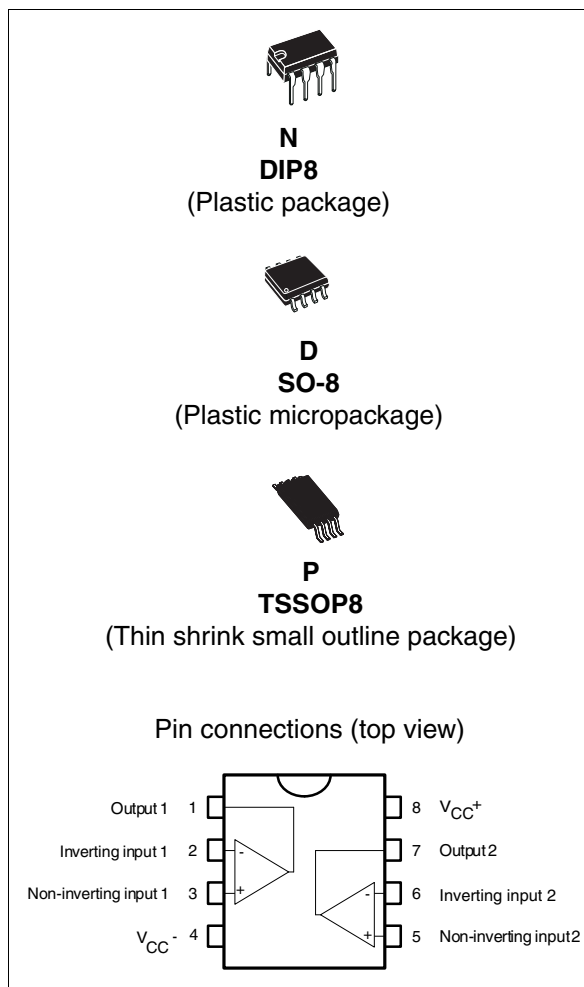 N
DIP8
(Plastic package)
D
SO-8
(Plastic micropackage)
P
TSSOP8
(Thin shrink small outline package)
Pin connections (top view)
Output 1 1
Inverting input 1 2 -
Non-inverting input 1 3 +
VCC- 4
8 VCC+
7 Output 2
- 6 Inverting input 2
+ 5 Non-inverting input 2